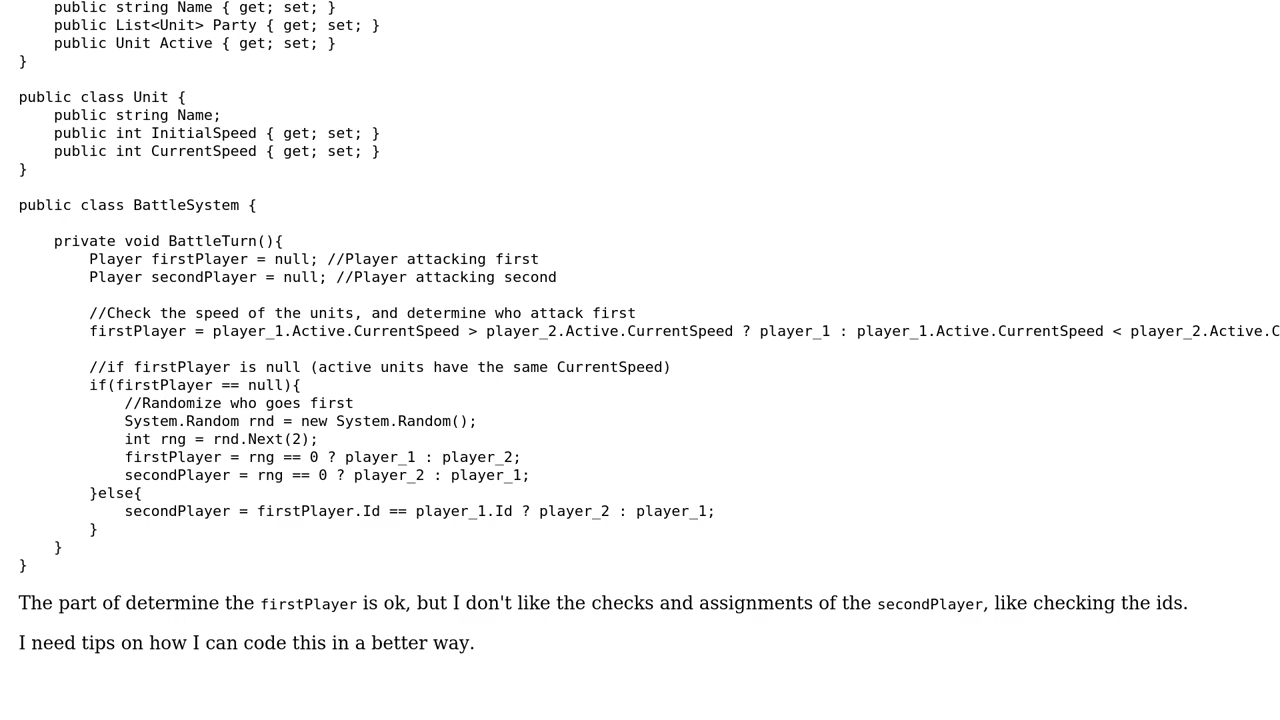 public string Name { get; set; }
public List<Unit> Party { get; set; }
public Unit Active { get; set; }
}
public class Unit {
public string Name;
public int InitialSpeed { get; set; }
public int CurrentSpeed { get; set; }
}
public class BattleSystem {
private void BattleTurn(){
Player firstPlayer = null; //Player attacking first
Player secondPlayer = null; //Player attacking second
//Check the speed of the units, and determine who attack first
firstPlayer = player_1.Active.CurrentSpeed > player_2.Active.CurrentSpeed ? player_1 : player_1.Active.CurrentSpeed < player_2.Active.C
//if firstPlayer is null (active units have the same CurrentSpeed)
if(firstPlayer == null){
//Randomize who goes first
System.Random rnd = new System.Random();
int rng = rnd.Next(2);
firstPlayer = rng == 0 ? player_1 : player_2;
secondPlayer = rng == 0 ? player_2 : player_1;
}else{
secondPlayer = firstPlayer.Id == player_1.Id ? player_2 : player_1;
}
}
}
The part of determine the firstPlayer is ok, but I don't like the checks and assignments of the secondPlayer, like checking the ids.
I need tips on how I can code this in a better way.